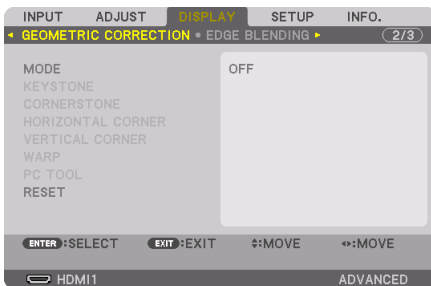 INPUT ADJUST DISPLAY SETUP INFO.
GEOMETRIC CORRECTION • EDGE BLENDING 2/3
MODE OFF
KEYSTONE
CORNERSTONE
HORIZONTAL CORNER
VERTICAL CORNER
WARP
PC TOOL
RESET
ENTER :SELECT EXIT :EXIT :MOVE :MOVE
HDMI1 ADVANCED